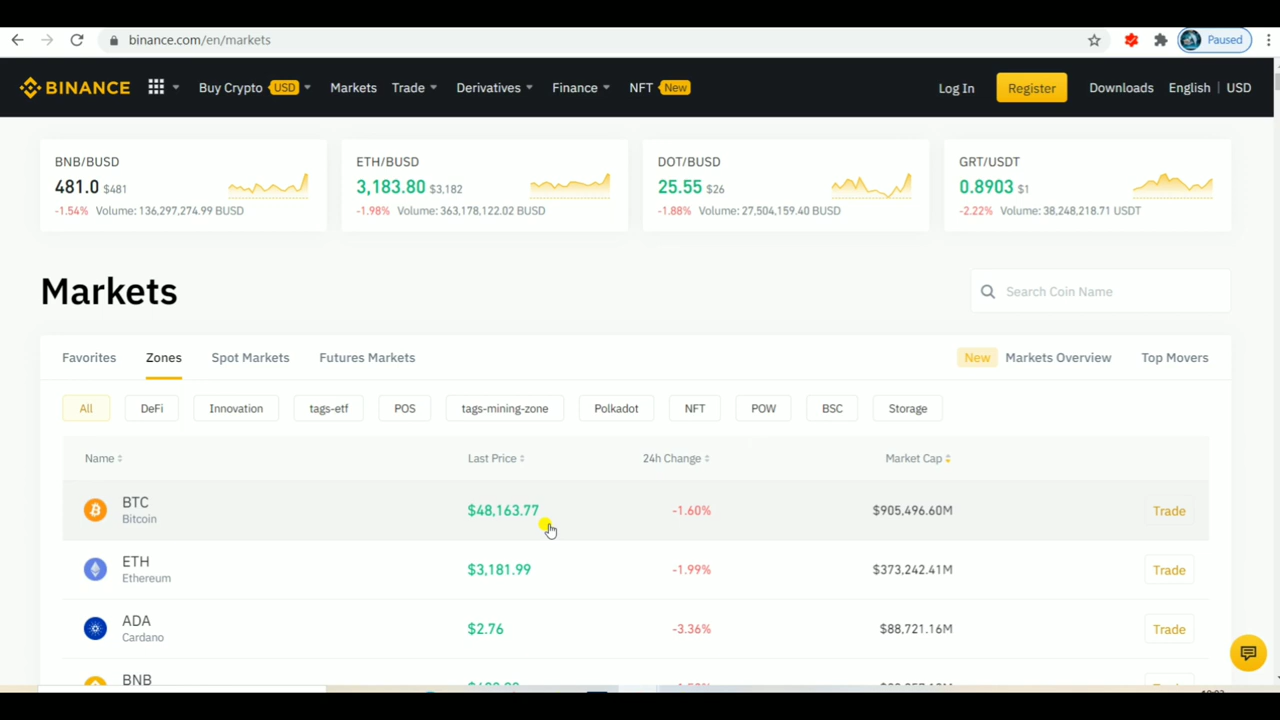 binance.com/en/markets
Paused
BINANCE
Buy Crypto USD Markets Trade Derivatives Finance NFT New Log In Register Downloads English | USD
BNB/BUSD
481.0 $481
-1.54% Volume: 136,297,274.99 BUSD
ETH/BUSD
3,183.80 $3,182
-1.98% Volume: 363,178,122.02 BUSD
DOT/BUSD
25.55 $26
-1.88% Volume: 27,504,159.40 BUSD
GRT/USDT
0.8903 $1
-2.22% Volume: 38,248,218.71 USDT
Markets
Search Coin Name
Favorites Zones Spot Markets Futures Markets New Markets Overview Top Movers
All DeFi Innovation tags-etf POS tags-mining-zone Polkadot NFT POW BSC Storage
Name Last Price 24h Change Market Cap
BTC
Bitcoin
$48,163.77 -1.60% $905,496.60M Trade
ETH
Ethereum
$3,181.99 -1.99% $373,242.41M Trade
ADA
Cardano
$2.76 -3.36% $88,721.16M Trade
BNB